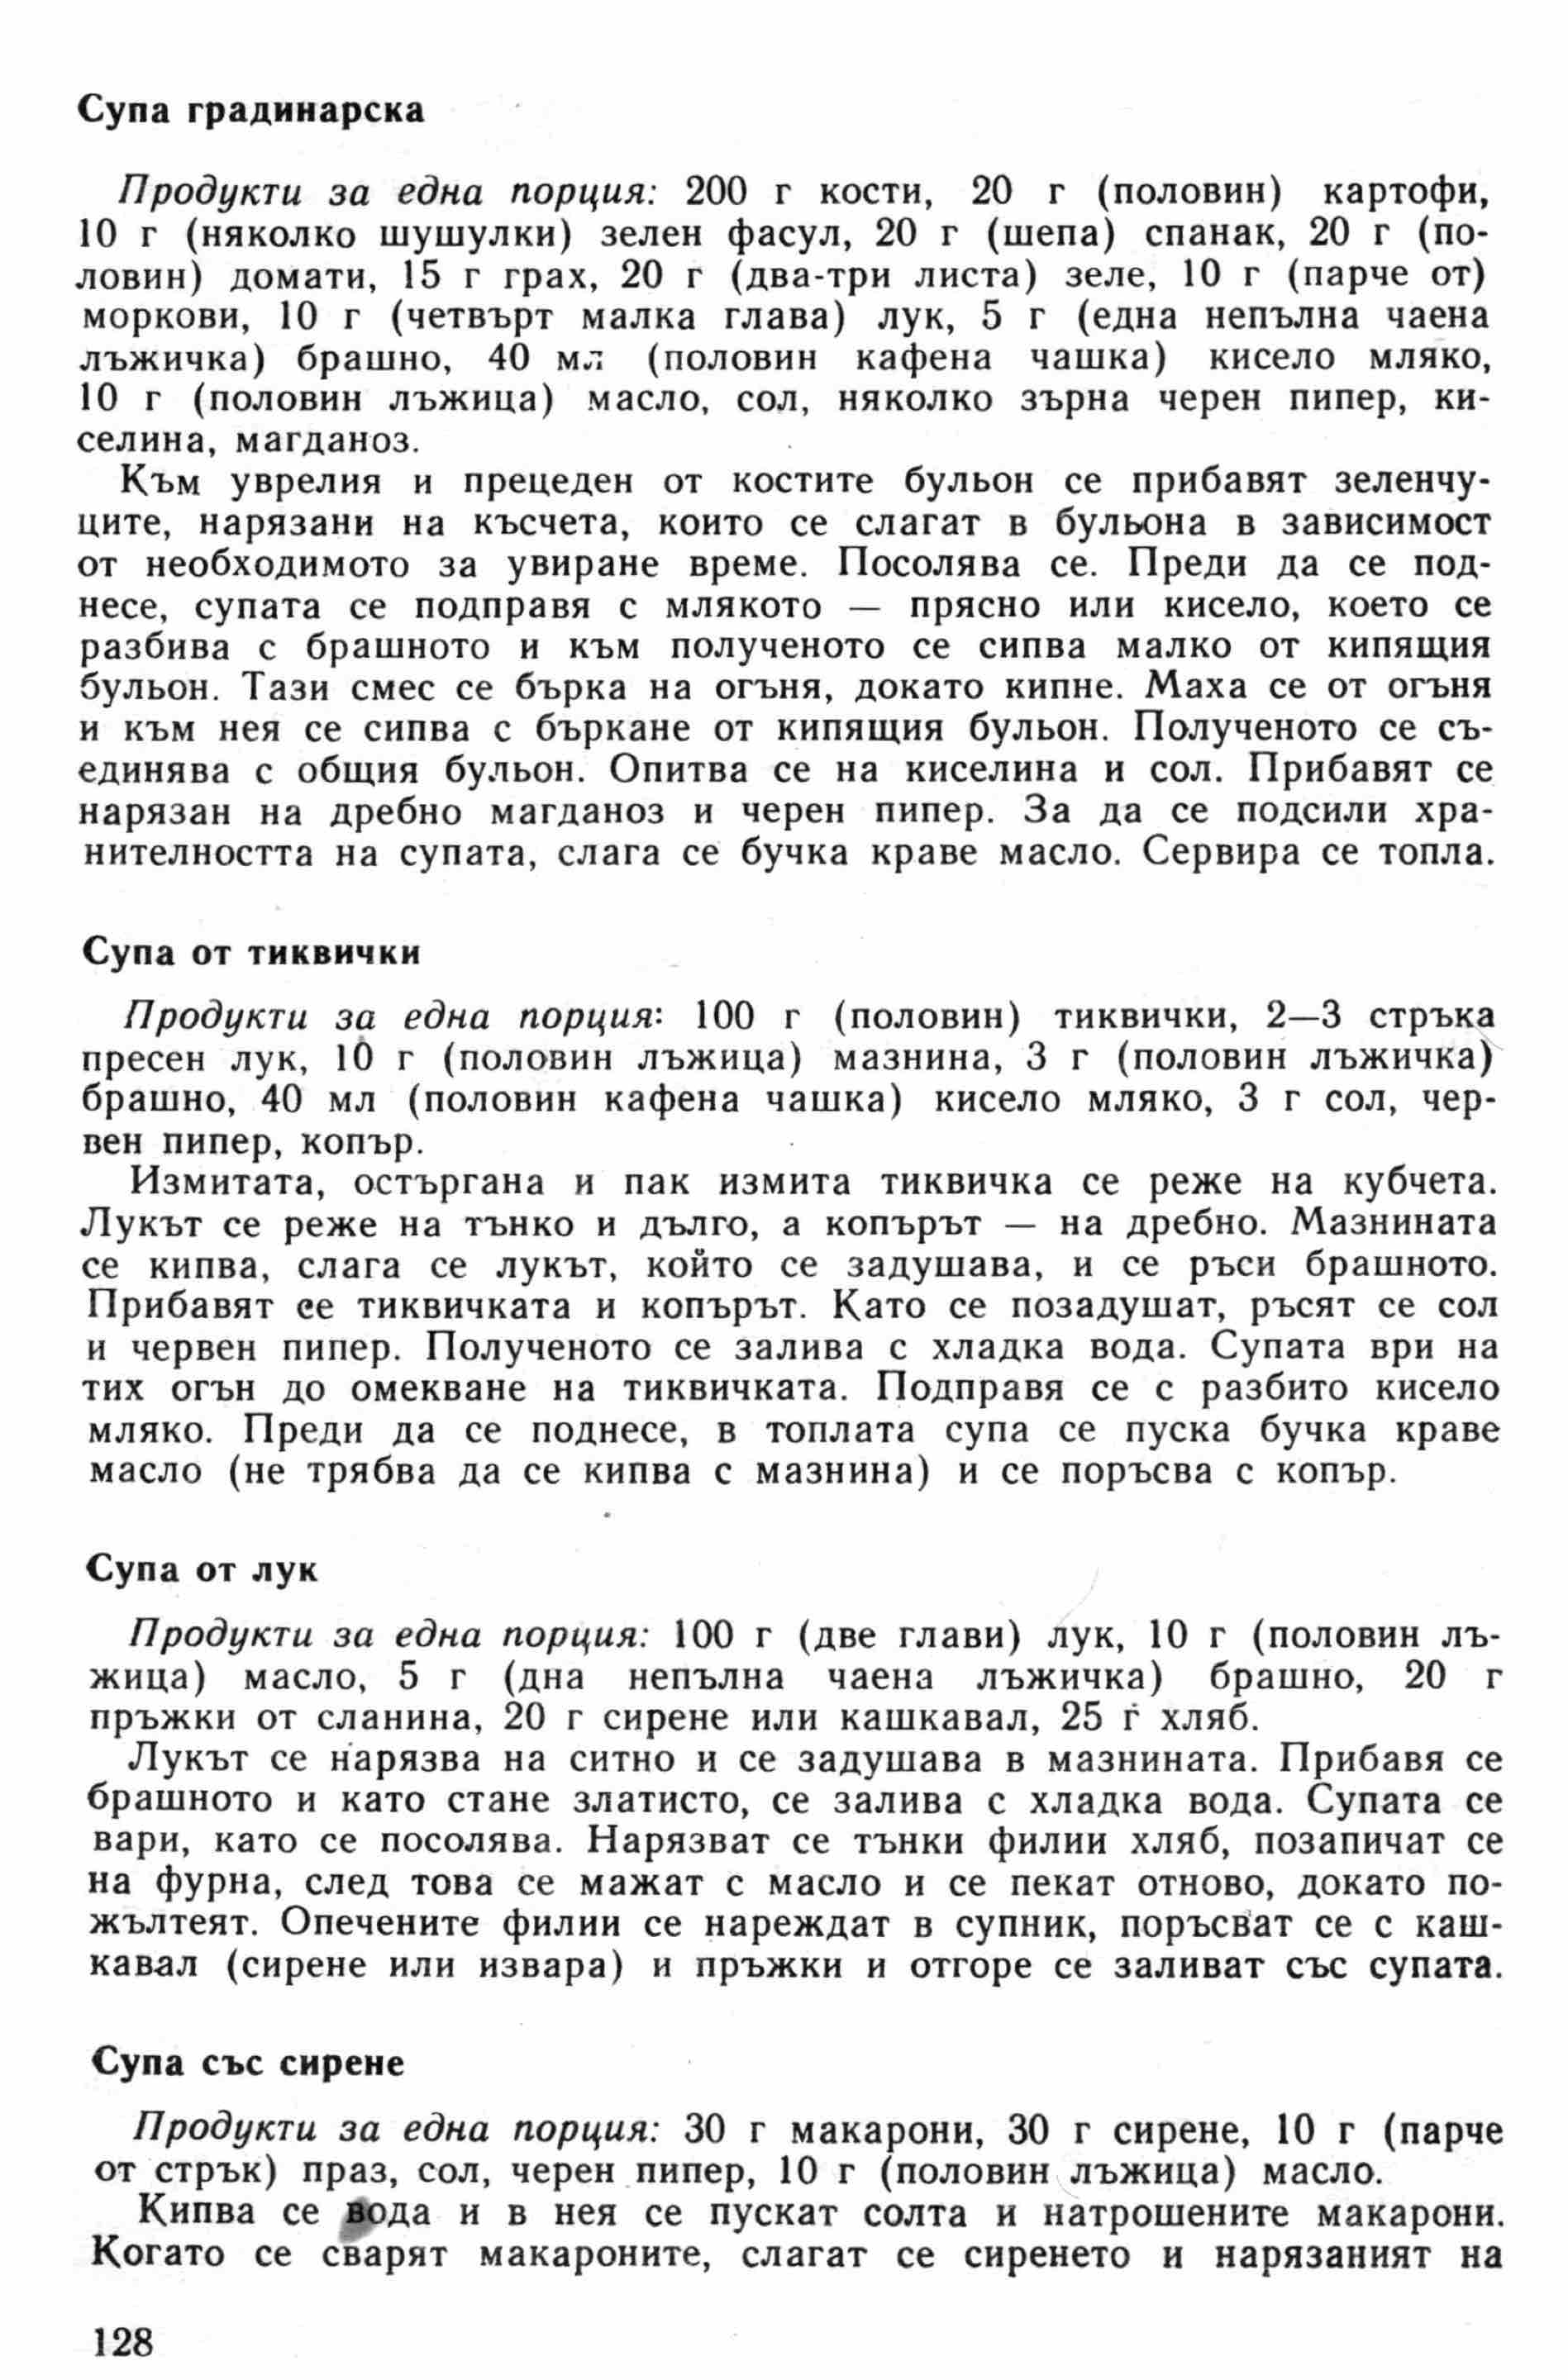 Супа градинарска
Продукти за една порция: 200 г кости, 20 г (половин) картофи,
10 г (няколко шушулки) зелен фасул, 20 г (шепа) спанак, 20 г (по-
ловин) домати, 15 г грах, 20 г (два-три листа) зеле, 10 г (парче от)
моркови, 10 г (четвърт малка глава) лук, 5 г (една непълна чаена
лъжичка) брашно, 40 мл (половин кафена чашка) кисело мляко,
10 г (половин лъжица) масло, сол, няколко зърна черен пипер, ки-
селина, магданоз.
Към уврелия и прецеден от костите бульон се прибавят зеленчу-
ците, нарязани на късчета, които се слагат в бульона в зависимост
от необходимото за увиране време. Посолява се. Преди да се под-
несе, супата се подправя с млякото — прясно или кисело, което се
разбива с брашното и към полученото се сипва малко от кипящия
бульон. Тази смес се бърка на огъня, докато кипне. Маха се от огъня
и към нея се сипва с бъркане от кипящия бульон. Полученото се съ-
единява с общия бульон. Опитва се на киселина и сол. Прибавят се
нарязан на дребно магданоз и черен пипер. За да се подсили хра-
нителността на супата, слага се бучка краве масло. Сервира се топла.
Супа от тиквички
Продукти за една порция: 100 г (половин) тиквички, 2—3 стръка
пресен лук, 10 г (половин лъжица) мазнина, 3 г (половин лъжичка)
брашно, 40 мл (половин кафена чашка) кисело мляко, 3 г сол, чер-
вен пипер, копър.
Измитата, остъргана и пак измита тиквичка се реже на кубчета.
Лукът се реже на тънко и дълго, а копърът — на дребно. Мазнината
се кипва, слага се лукът, който се задушава, и се ръси брашното.
Прибавят се тиквичката и копърът. Като се позадушат, ръсят се сол
и червен пипер. Полученото се залива с хладка вода. Супата ври на
тих огън до омекване на тиквичката. Подправя се с разбито кисело
мляко. Преди да се поднесе, в топлата супа се пуска бучка краве
масло (не трябва да се кипва с мазнина) и се поръсва с копър.
Супа от лук
Продукти за една порция: 100 г (две глави) лук, 10 г (половин лъ-
жица) масло, 5 г (дна непълна чаена лъжичка) брашно, 20 г
пръжки от сланина, 20 г сирене или кашкавал, 25 г хляб.
Лукът се нарязва на ситно и се задушава в мазнината. Прибавя се
брашното и като стане златисто, се залива с хладка вода. Супата се
вари, като се посолява. Нарязват се тънки филии хляб, позапичат се
на фурна, след това се мажат с масло и се пекат отново, докато по-
жълтеят. Опечените филии се нареждат в супник, поръсват се с каш-
кавал (сирене или извара) и пръжки и отгоре се заливат със супата.
Супа със сирене
Продукти за една порция: 30 г макарони, 30 г сирене, 10 г (парче
от стрък) праз, сол, черен пипер, 10 г (половин лъжица) масло.
Кипва се вода и в нея се пускат солта и натрошените макарони.
Когато се сварят макароните, слагат се сиренето и нарязаният на
128